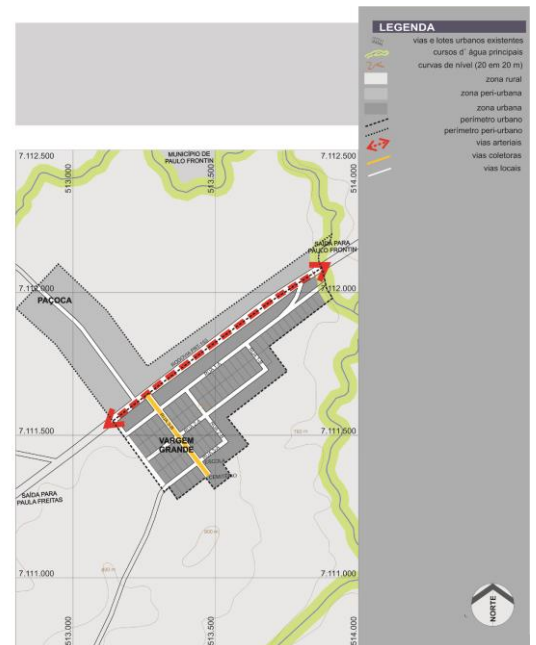 LEGENDA
vias e lotes urbanos existentes
cursos d´ água principais
curvas de nível (20 em 20 m)
zona rural
zona peri-urbana
zona urbana
perímetro urbano
perímetro peri-urbano
vias arteriais
vias coletoras
vias locais
7.112.500
513.000
MUNICÍPIO DE
PAULO FRONTIN
513.500
7.112.500
514.000
SAÍDA PARA
PAULO FRONTIN
7.112.000
7.112.000
PAÇOCA
7.111.500
7.111.500
VARGEM
GRANDE
SAÍDA PARA
PAULA FREITAS
7.111.000
7.111.000
513.000
513.500
514.000
NORTE